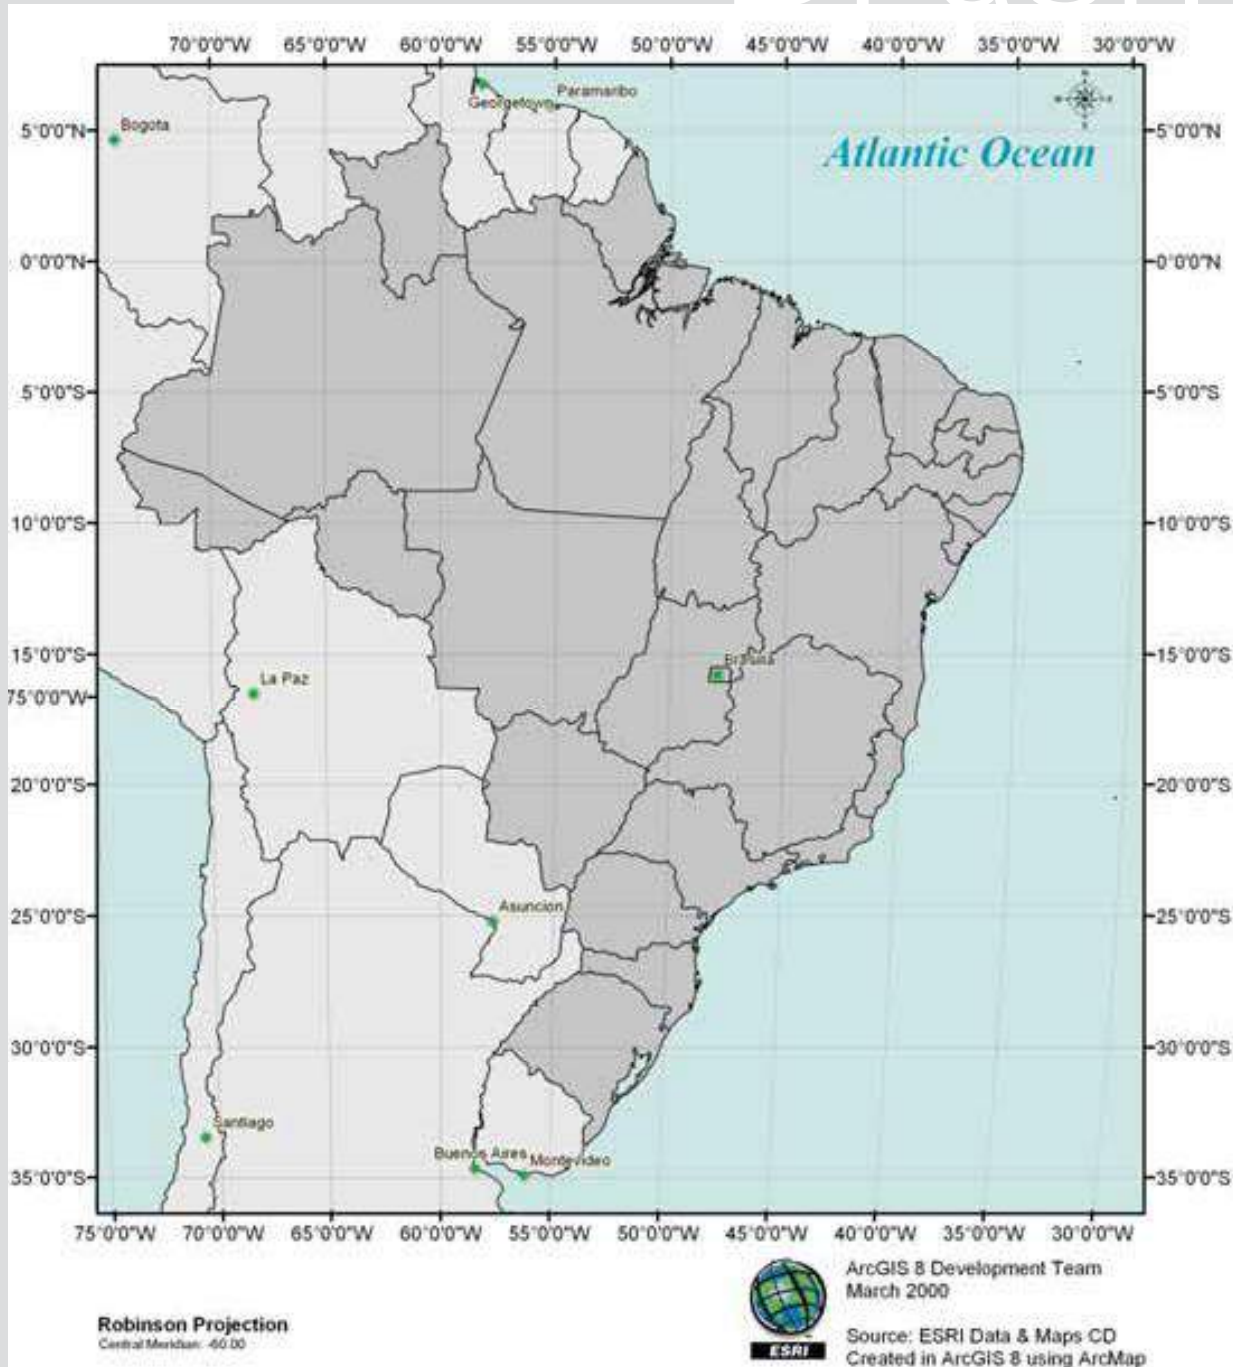 70°0'0"W 65°0'0"W 60°0'0"W 55°0'0"W 50°0'0"W 45°0'0"W 40°0'0"W 35°0'0"W 30°0'0"W
Paramaribo
Georgetown
Bogota
5°0'0"N 5°0'0"N
Atlantic Ocean
0°0'0"N 0°0'0"N
5°0'0"S 5°0'0"S
10°0'0"S 10°0'0"S
15°0'0"S 15°0'0"S
Brasilia
La Paz
75°0'0"W
20°0'0"S 20°0'0"S
Asuncion
25°0'0"S 25°0'0"S
30°0'0"S 30°0'0"S
Santiago
Buenos Aires Montevideo
35°0'0"S 35°0'0"S
75°0'0"W 70°0'0"W 65°0'0"W 60°0'0"W 55°0'0"W 50°0'0"W 45°0'0"W 40°0'0"W 35°0'0"W
ArcGIS 8 Development Team
March 2000
Robinson Projection
Central Meridian: -60.00
ESRI
Source: ESRI Data & Maps CD
Created in ArcGIS 8 using ArcMap